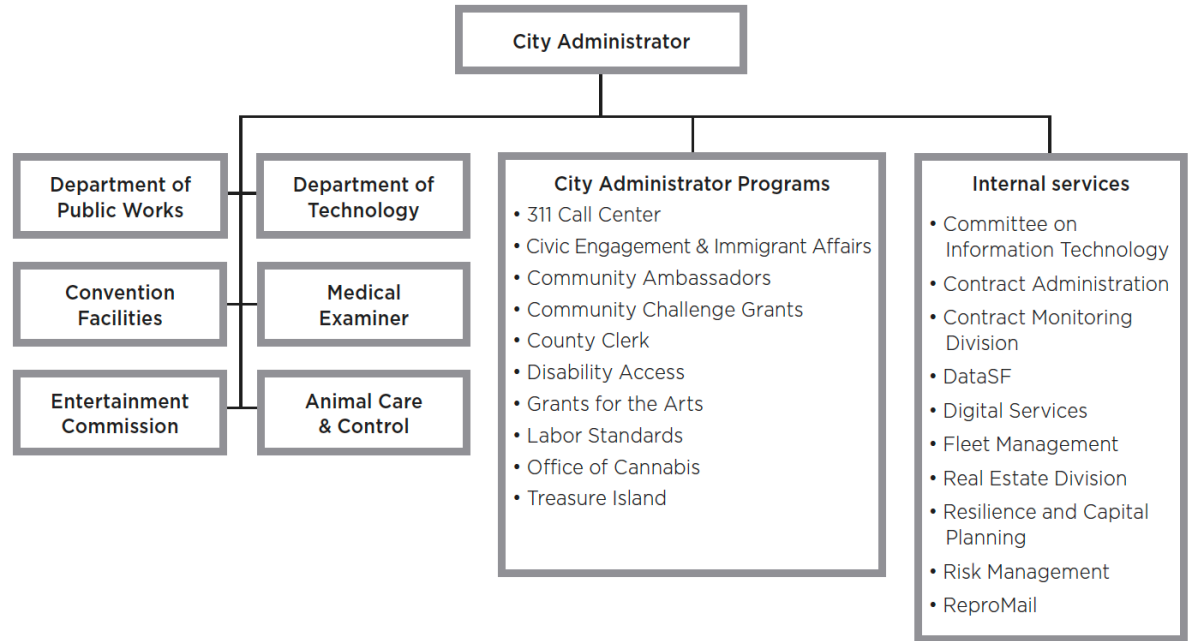 City Administrator
Department of
Public Works
Department of
Technology
Convention
Facilities
Medical
Examiner
Entertainment
Commission
Animal Care
& Control
City Administrator Programs
• 311 Call Center
• Civic Engagement & Immigrant Affairs
• Community Ambassadors
• Community Challenge Grants
• County Clerk
• Disability Access
• Grants for the Arts
• Labor Standards
• Office of Cannabis
• Treasure Island
Internal services
• Committee on
Information Technology
• Contract Administration
• Contract Monitoring
Division
• DataSF
• Digital Services
• Fleet Management
• Real Estate Division
• Resilience and Capital
Planning
• Risk Management
• ReproMail